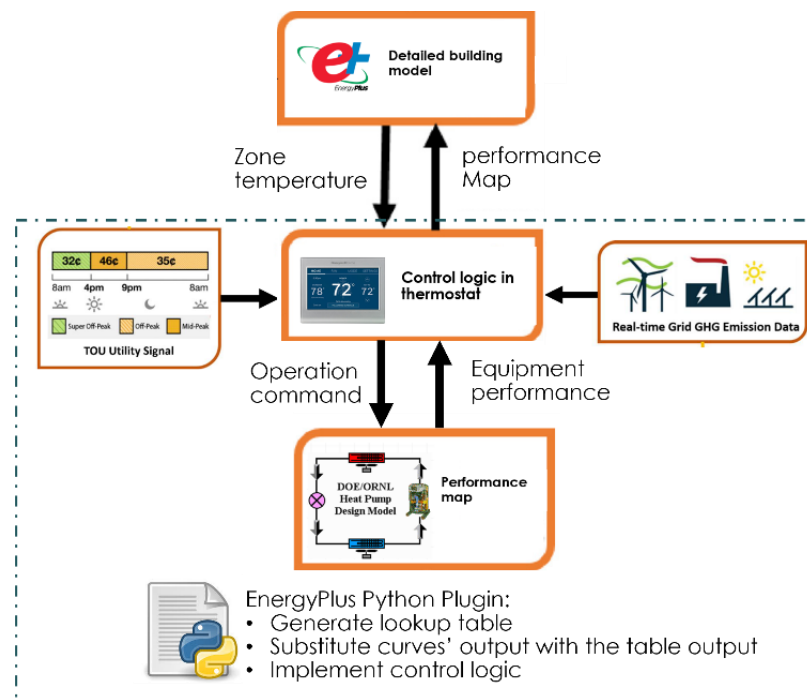 e+
EnergyPlus
Detailed building
model
Zone
temperature
performance
Map
32¢ 46¢ 35¢
8am 4pm 9pm 8am
Super Off-Peak Off-Peak Mid-Peak
TOU Utility Signal
78°
72°
72°
Control logic in
thermostat
Real-time Grid GHG Emission Data
Operation
command
Equipment
performance
DOE/ORNL
Heat Pump
Design Model
Performance
map
EnergyPlus Python Plugin:
• Generate lookup table
• Substitute curves' output with the table output
• Implement control logic